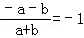 (−a−b)/(a+b) = −1